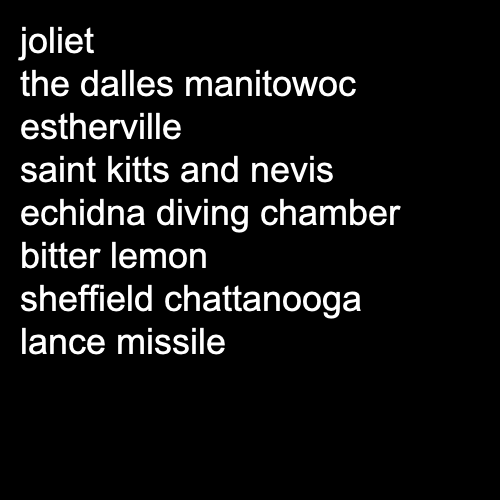 joliet
the dalles manitowoc
estherville
saint kitts and nevis
echidna diving chamber
bitter lemon
sheffield chattanooga
lance missile